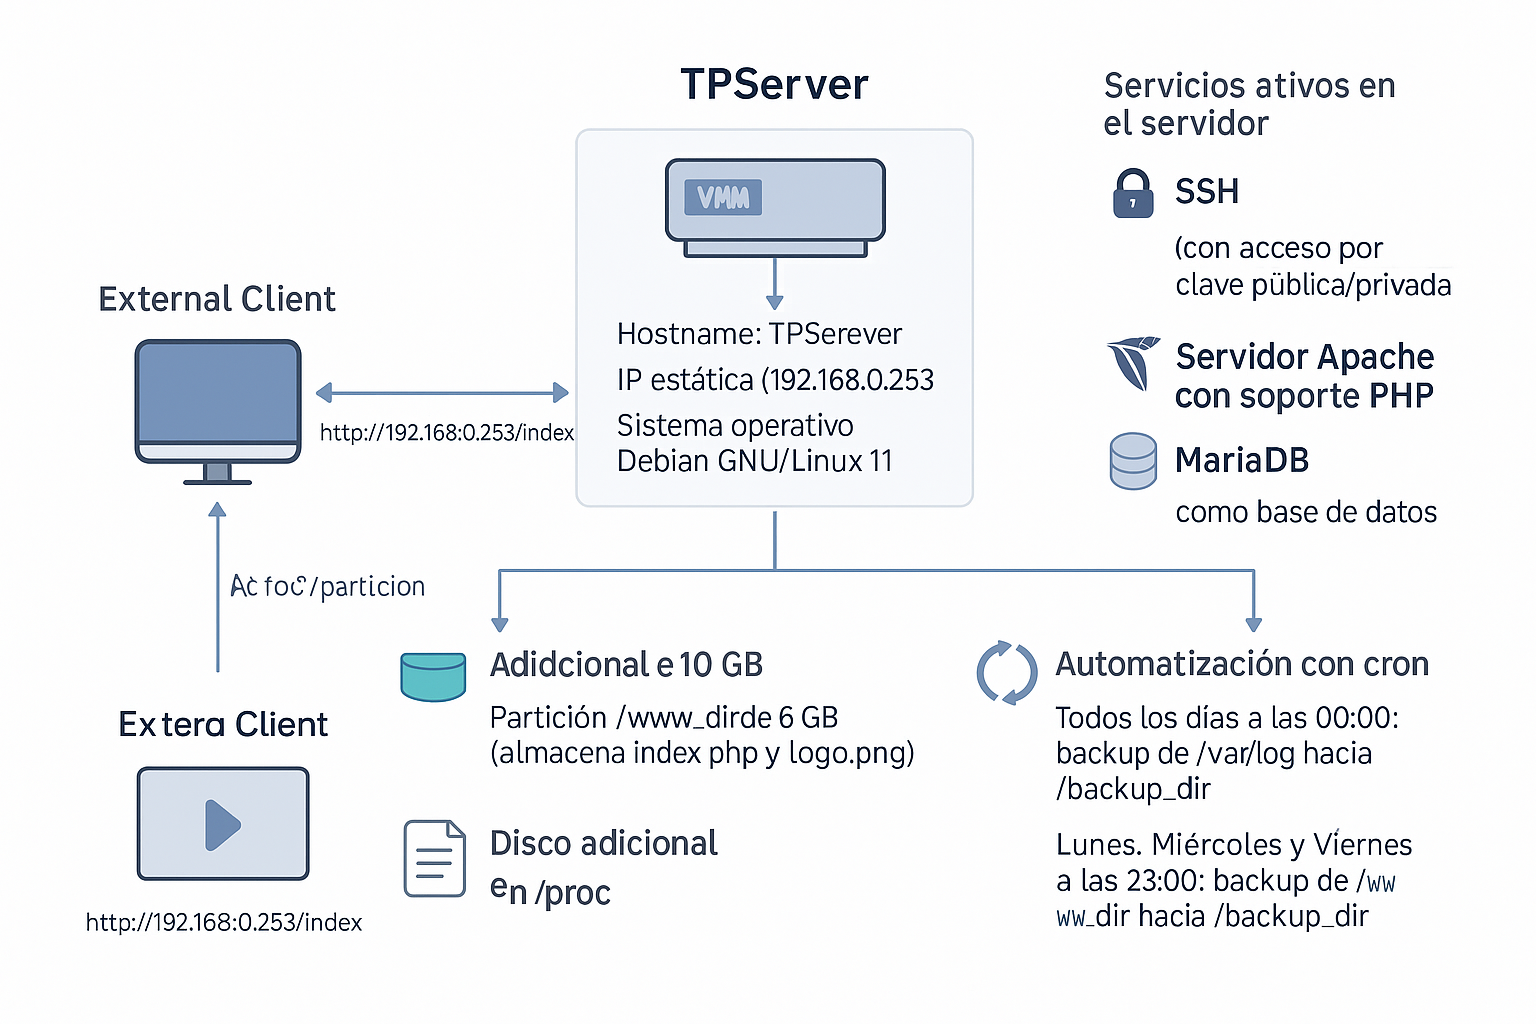 TPServer
VMM
Hostname: TPSerever
IP estática (192.168.0.253
Sistema operativo
Debian GNU/Linux 11
Servicios ativos en
el servidor
SSH
(con acceso por
clave püblica/privada
Servidor Apache
con soporte PHP
MariaDB
como base de datos
External Client
http://192.168:0.253/index
/particion
Extera Client
http://192.168:0.253/index
Adidcional e 10 GB
Partición /www_dirde 6 GB
(almacena index php y logo.png)
Disco adicional
en /proc
Automatización con cron
Todos los días a las 00:00:
backup de /var/log hacia
/backup_dir
Lunes. Miércoles y Viernes
a las 23:00: backup de /ww
ww_dir hacia /backup_dir